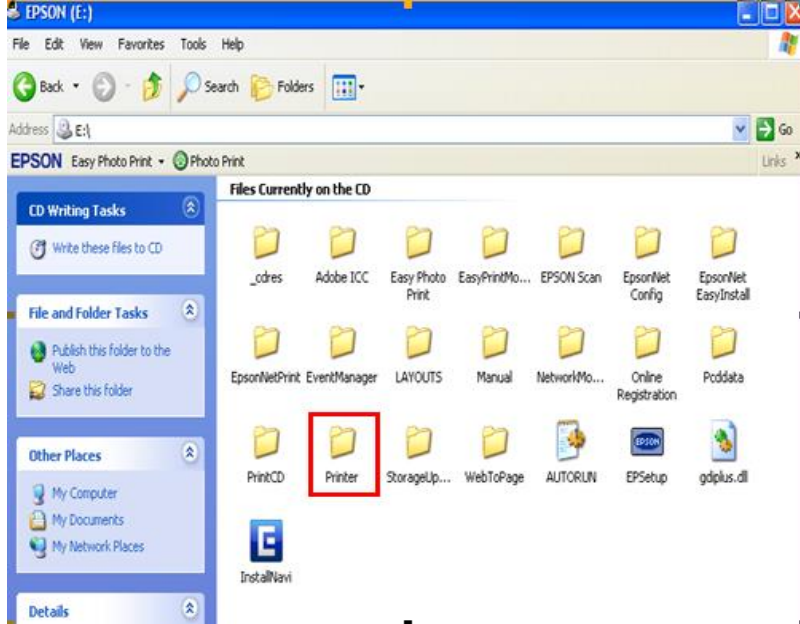 EPSON (E:)
File Edit View Favorites Tools Help
Back Search Folders
Address E:\ Go
EPSON Easy Photo Print Photo Print Links
Files Currently on the CD
CD Writing Tasks
Write these files to CD
File and Folder Tasks
Publish this folder to the
Web
Share this folder
Other Places
My Computer
My Documents
My Network Places
Details
_cdres Adobe ICC Easy Photo Print EasyPrintMo... EPSON Scan EpsonNet Config EpsonNet EasyInstall
EpsonNetPrint EventManager LAYOUTS Manual NetworkMo... Online Registration Pcddata
PrintCD Printer StorageUp... WebToPage AUTORUN EPSON EPSetup gdiplus.dll
InstallNavi